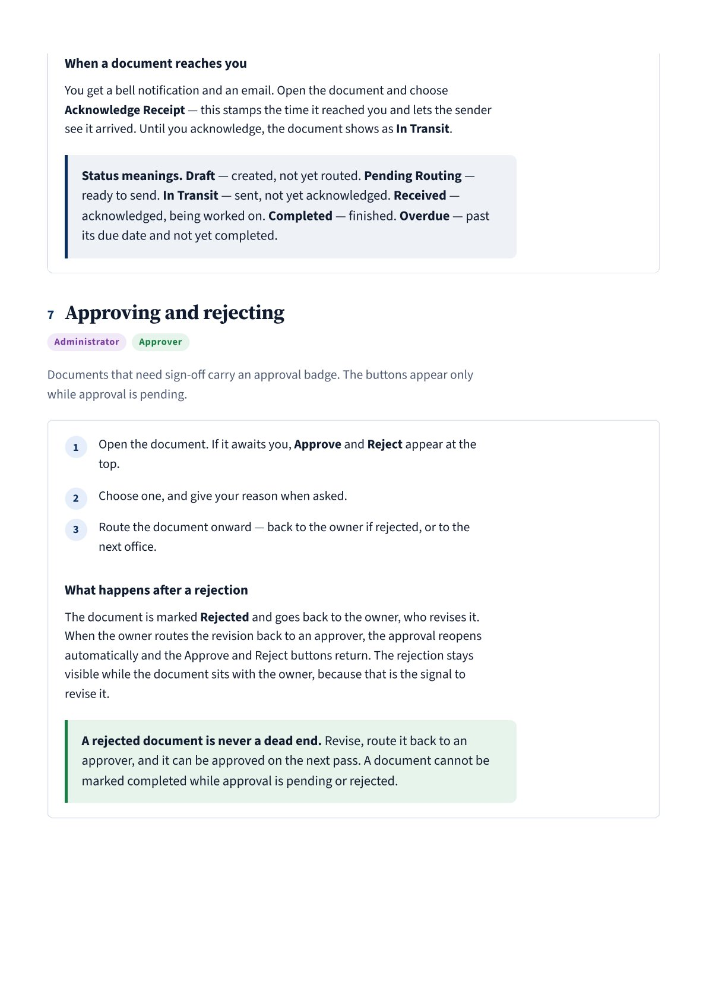 When a document reaches you
You get a bell notification and an email. Open the document and choose
Acknowledge Receipt — this stamps the time it reached you and lets the sender
see it arrived. Until you acknowledge, the document shows as In Transit.
Status meanings. Draft — created, not yet routed. Pending Routing —
ready to send. In Transit — sent, not yet acknowledged. Received —
acknowledged, being worked on. Completed — finished. Overdue — past
its due date and not yet completed.
7 Approving and rejecting
Administrator Approver
Documents that need sign-off carry an approval badge. The buttons appear only
while approval is pending.
1 Open the document. If it awaits you, Approve and Reject appear at the
top.
2 Choose one, and give your reason when asked.
3 Route the document onward — back to the owner if rejected, or to the
next office.
What happens after a rejection
The document is marked Rejected and goes back to the owner, who revises it.
When the owner routes the revision back to an approver, the approval reopens
automatically and the Approve and Reject buttons return. The rejection stays
visible while the document sits with the owner, because that is the signal to
revise it.
A rejected document is never a dead end. Revise, route it back to an
approver, and it can be approved on the next pass. A document cannot be
marked completed while approval is pending or rejected.